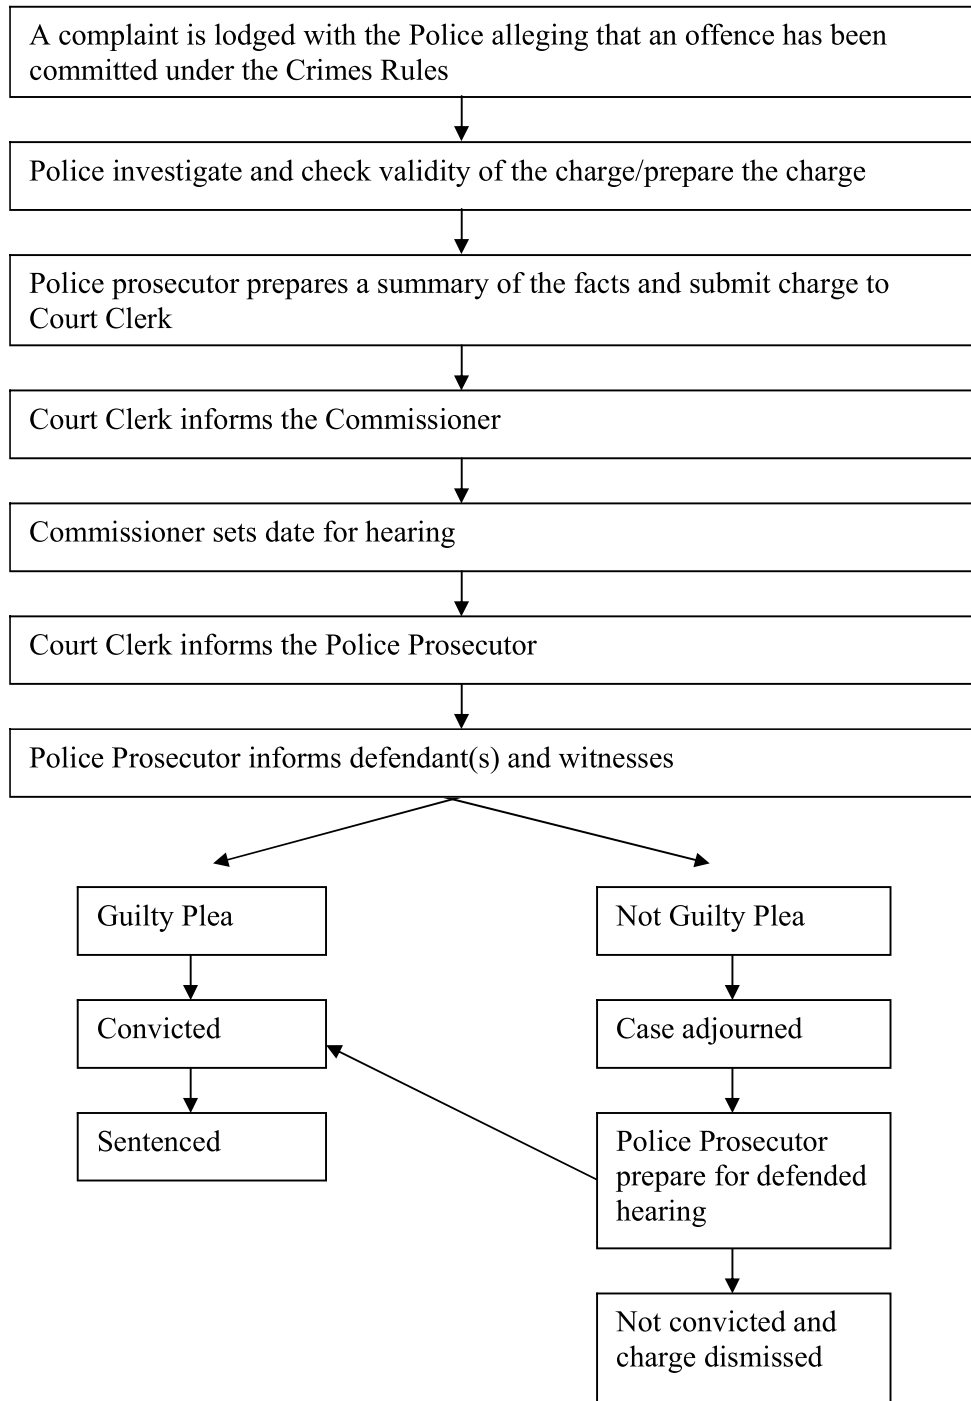 A complaint is lodged with the Police alleging that an offence has been
committed under the Crimes Rules
Police investigate and check validity of the charge/prepare the charge
Police prosecutor prepares a summary of the facts and submit charge to
Court Clerk
Court Clerk informs the Commissioner
Commissioner sets date for hearing
Court Clerk informs the Police Prosecutor
Police Prosecutor informs defendant(s) and witnesses
Guilty Plea
Convicted
Sentenced
Not Guilty Plea
Case adjourned
Police Prosecutor
prepare for defended
hearing
Not convicted and
charge dismissed